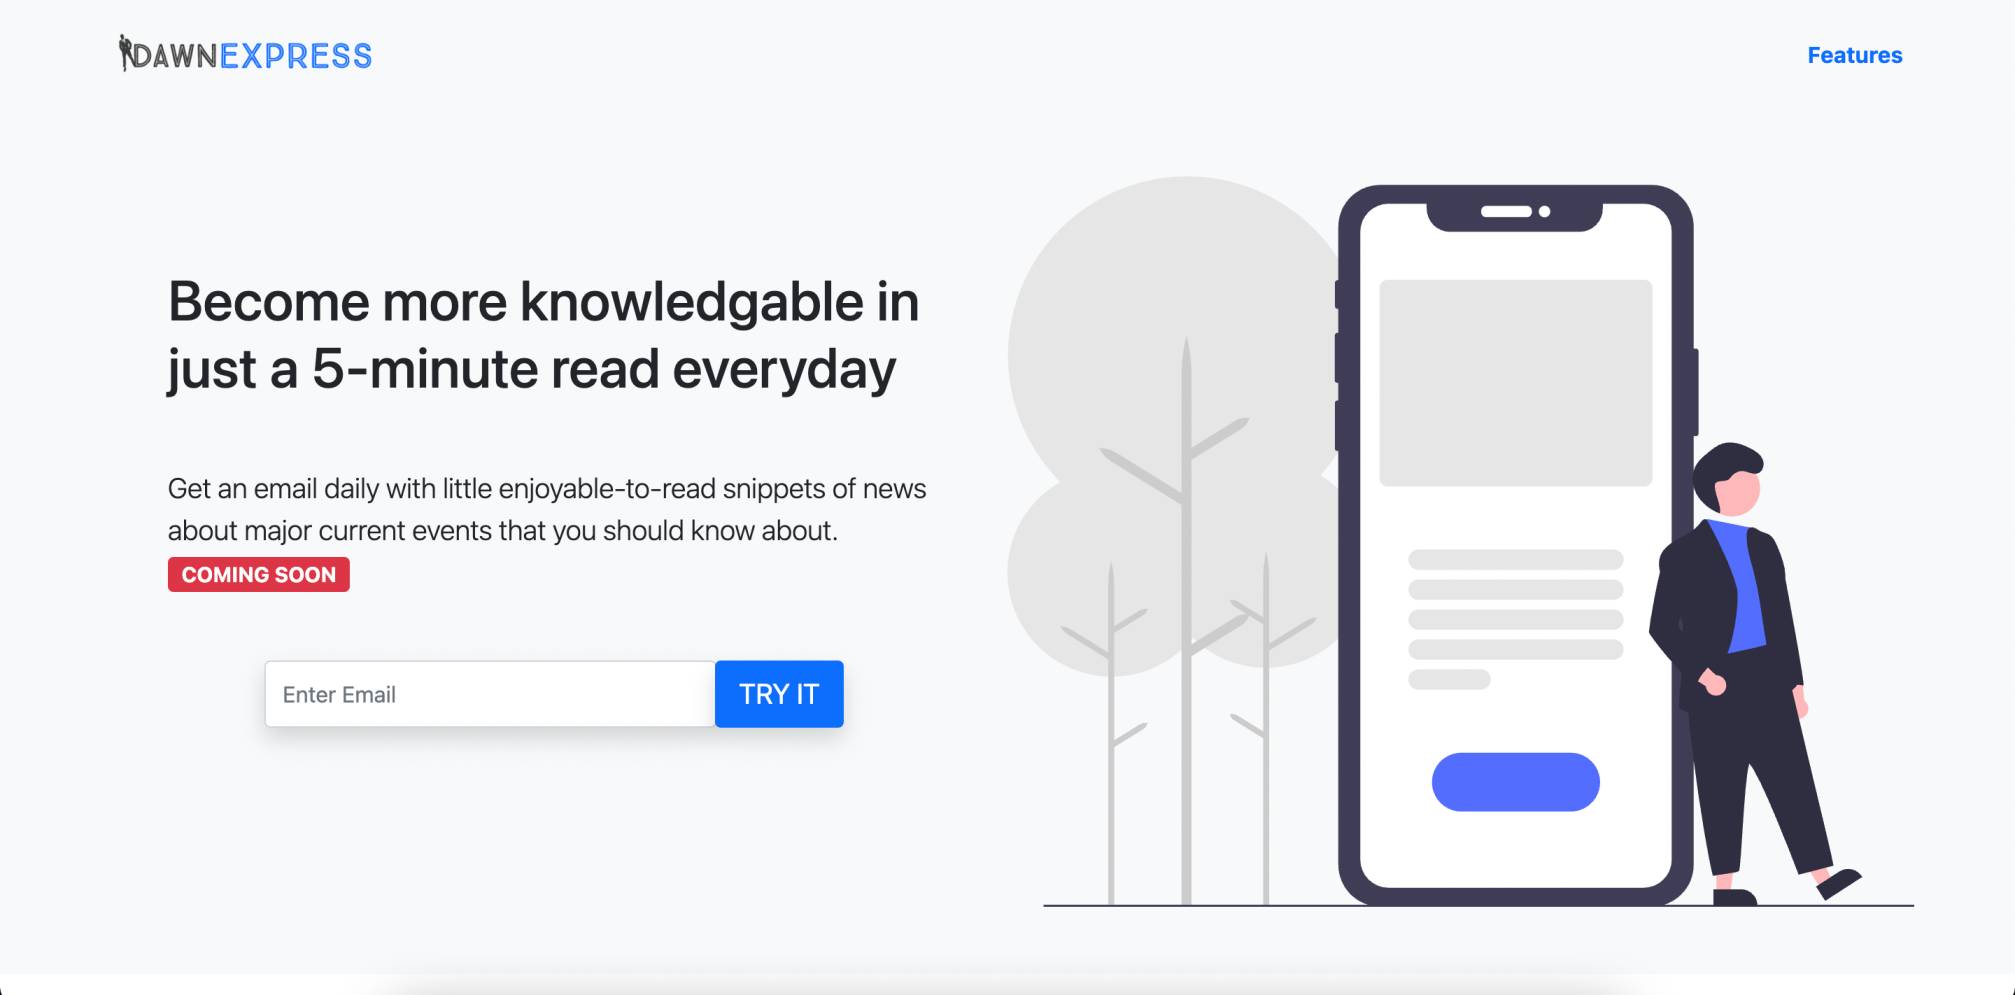 DAWNEXPRESS
Features
Become more knowledgable in
just a 5-minute read everyday
Get an email daily with little enjoyable-to-read snippets of news
about major current events that you should know about.
COMING SOON
Enter Email
TRY IT